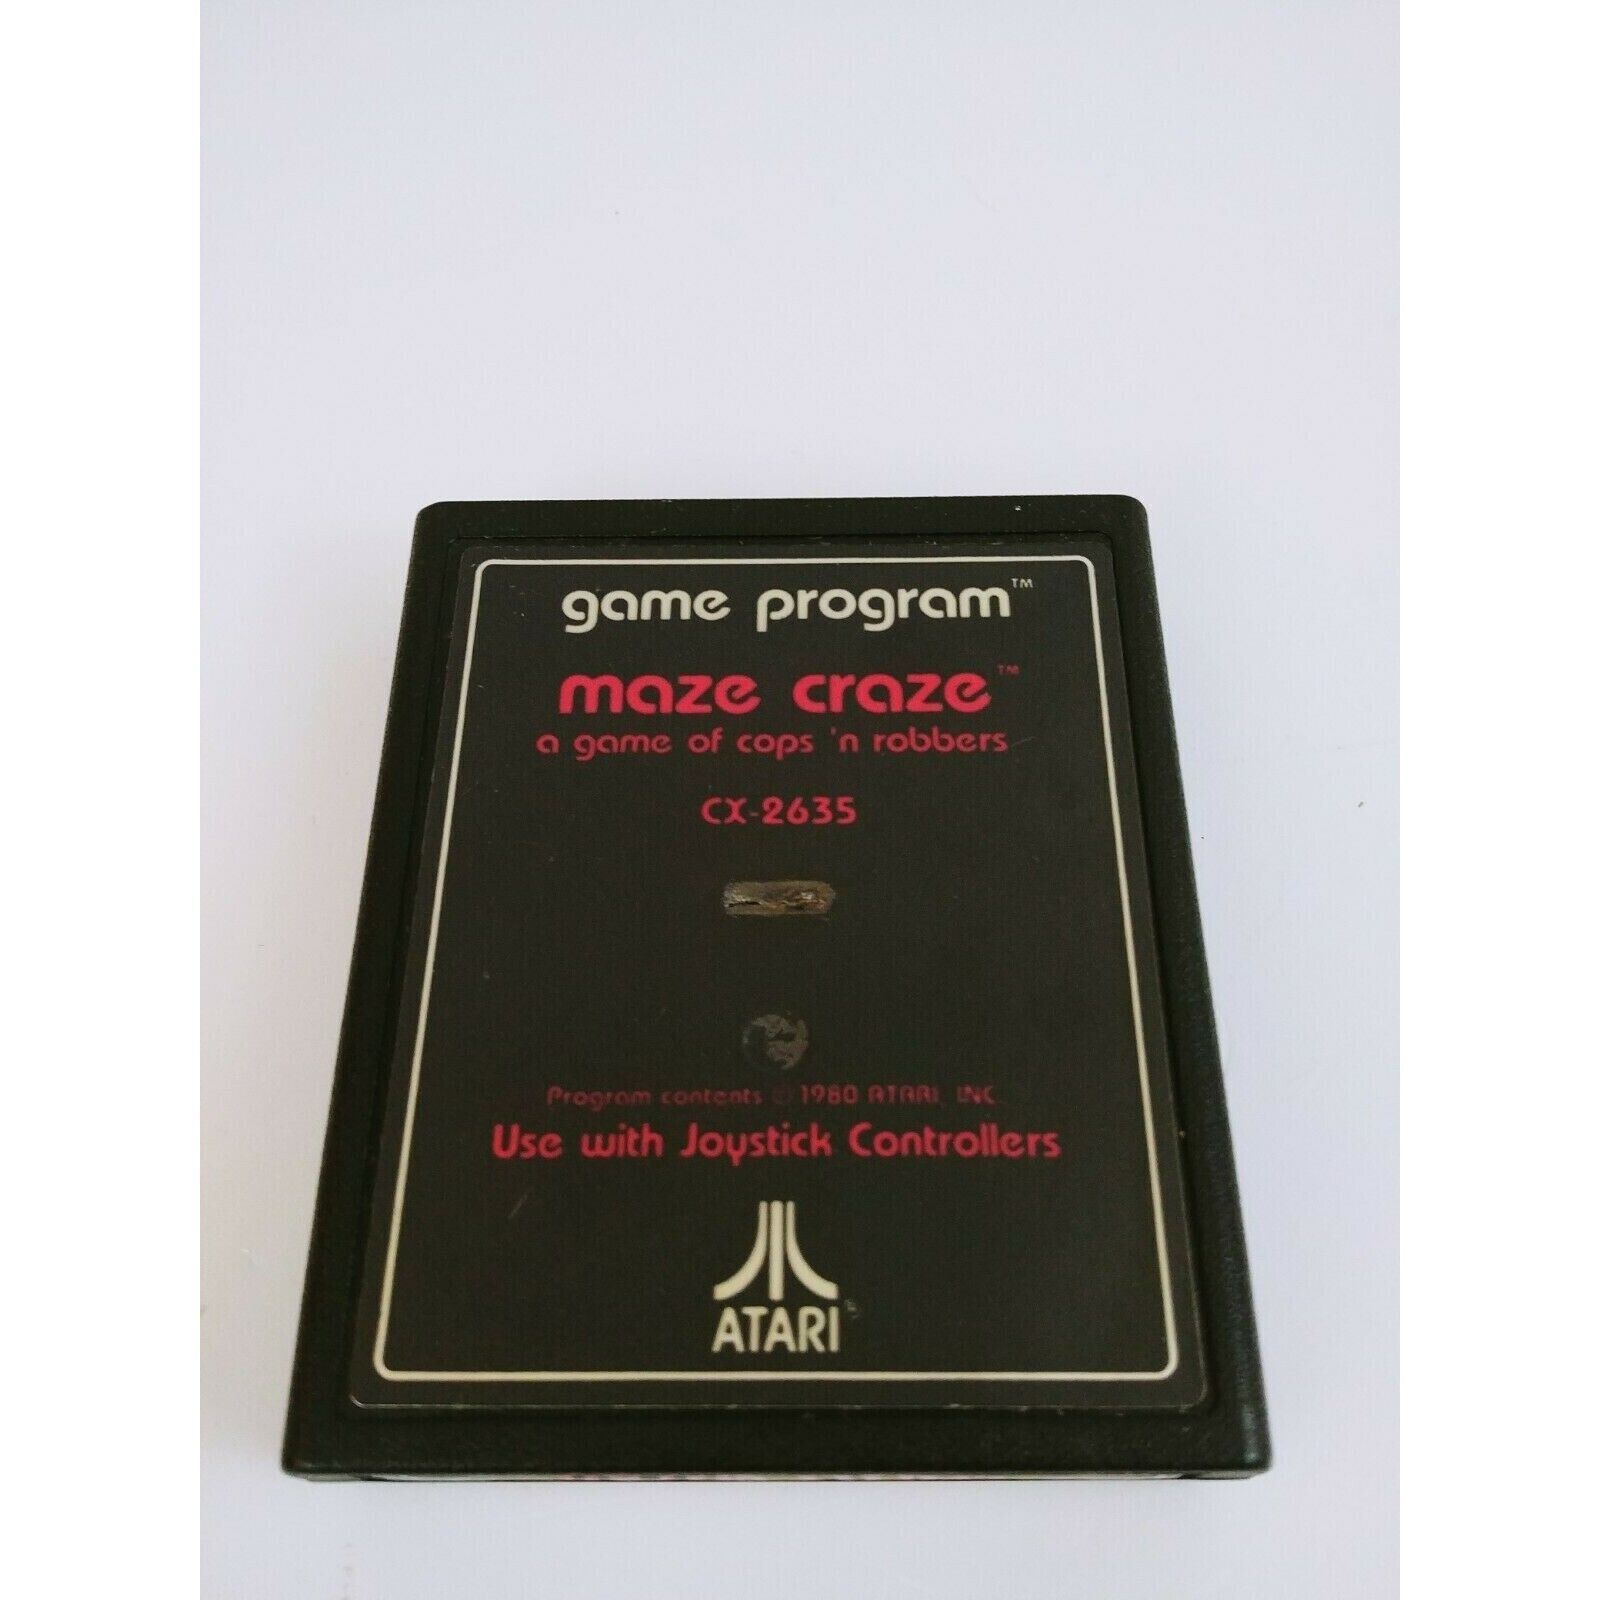 game program™
maze craze™
a game of cops 'n robbers
CX-2635
Program contents © 1980 ATARI, INC.
Use with Joystick Controllers
ATARI